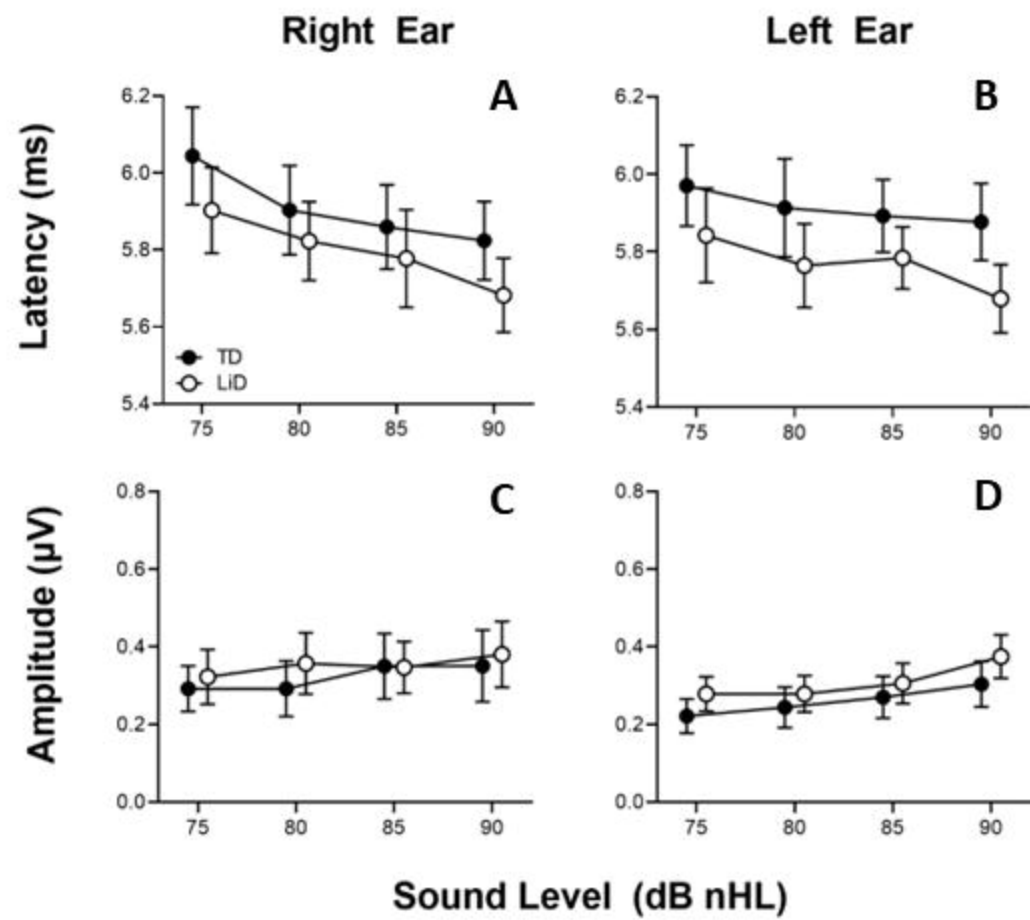 Right Ear
Left Ear
A
B
Latency (ms)
6.2
6.0
5.8
5.6
5.4
TD
LiD
75 80 85 90
6.2
6.0
5.8
5.6
5.4
75 80 85 90
C
D
Amplitude (µV)
0.8
0.6
0.4
0.2
0.0
75 80 85 90
0.8
0.6
0.4
0.2
0.0
75 80 85 90
Sound Level (dB nHL)